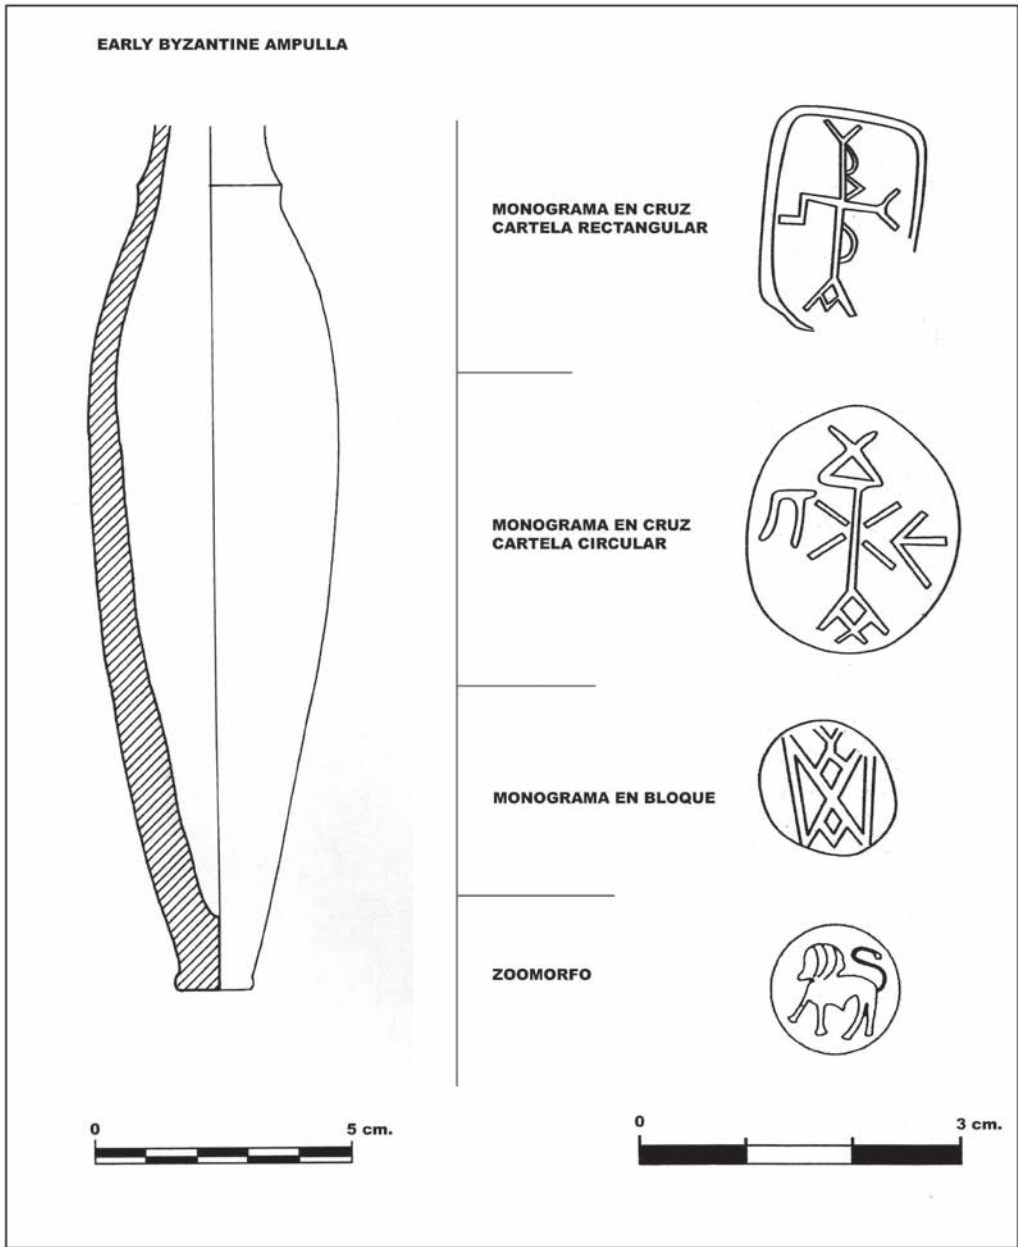 EARLY BYZANTINE AMPULLA
MONOGRAMA EN CRUZ
CARTELA RECTANGULAR
MONOGRAMA EN CRUZ
CARTELA CIRCULAR
MONOGRAMA EN BLOQUE
ZOOMORFO
0 5 cm.
0 3 cm.